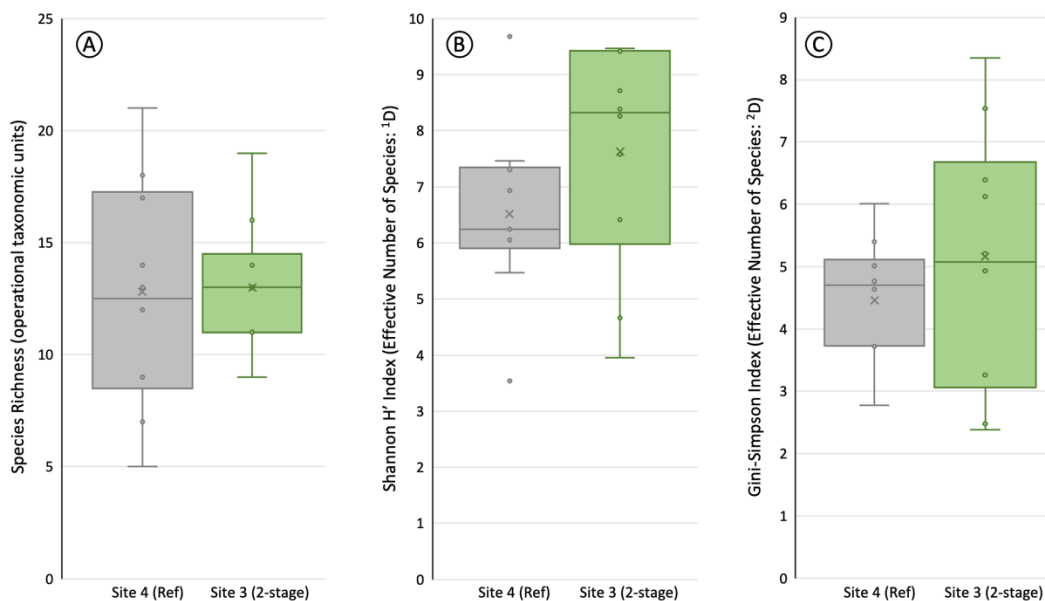 A
Species Richness (operational taxonomic units)
25
20
15
10
5
0
Site 4 (Ref)
Site 3 (2-stage)
B
Shannon H’ Index (Effective Number of Species: ¹D)
10
9
8
7
6
5
4
3
2
1
0
Site 4 (Ref)
Site 3 (2-stage)
C
Gini-Simpson Index (Effective Number of Species: ²D)
9
8
7
6
5
4
3
2
1
0
Site 4 (Ref)
Site 3 (2-stage)